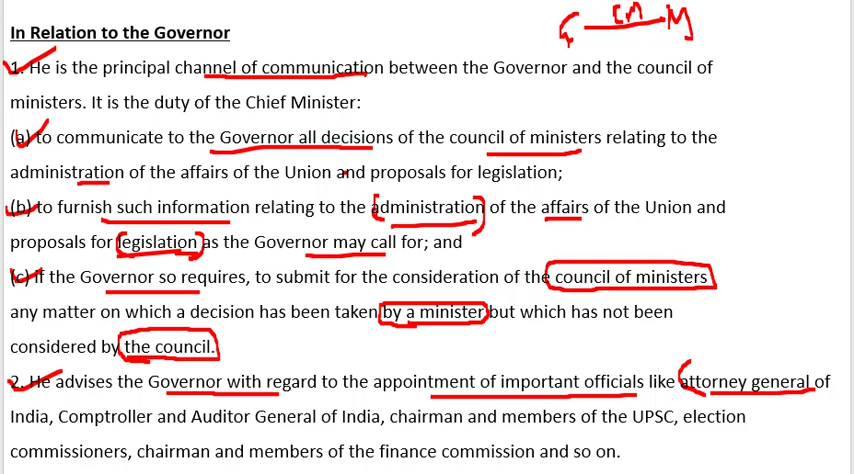 CM
G M
In Relation to the Governor
1. He is the principal channel of communication between the Governor and the council of
ministers. It is the duty of the Chief Minister:
(a) to communicate to the Governor all decisions of the council of ministers relating to the
administration of the affairs of the Union and proposals for legislation;
(b) to furnish such information relating to the administration of the affairs of the Union and
proposals for legislation as the Governor may call for; and
(c) if the Governor so requires, to submit for the consideration of the council of ministers
any matter on which a decision has been taken by a minister but which has not been
considered by the council.
2. He advises the Governor with regard to the appointment of important officials like attorney general of
India, Comptroller and Auditor General of India, chairman and members of the UPSC, election
commissioners, chairman and members of the finance commission and so on.